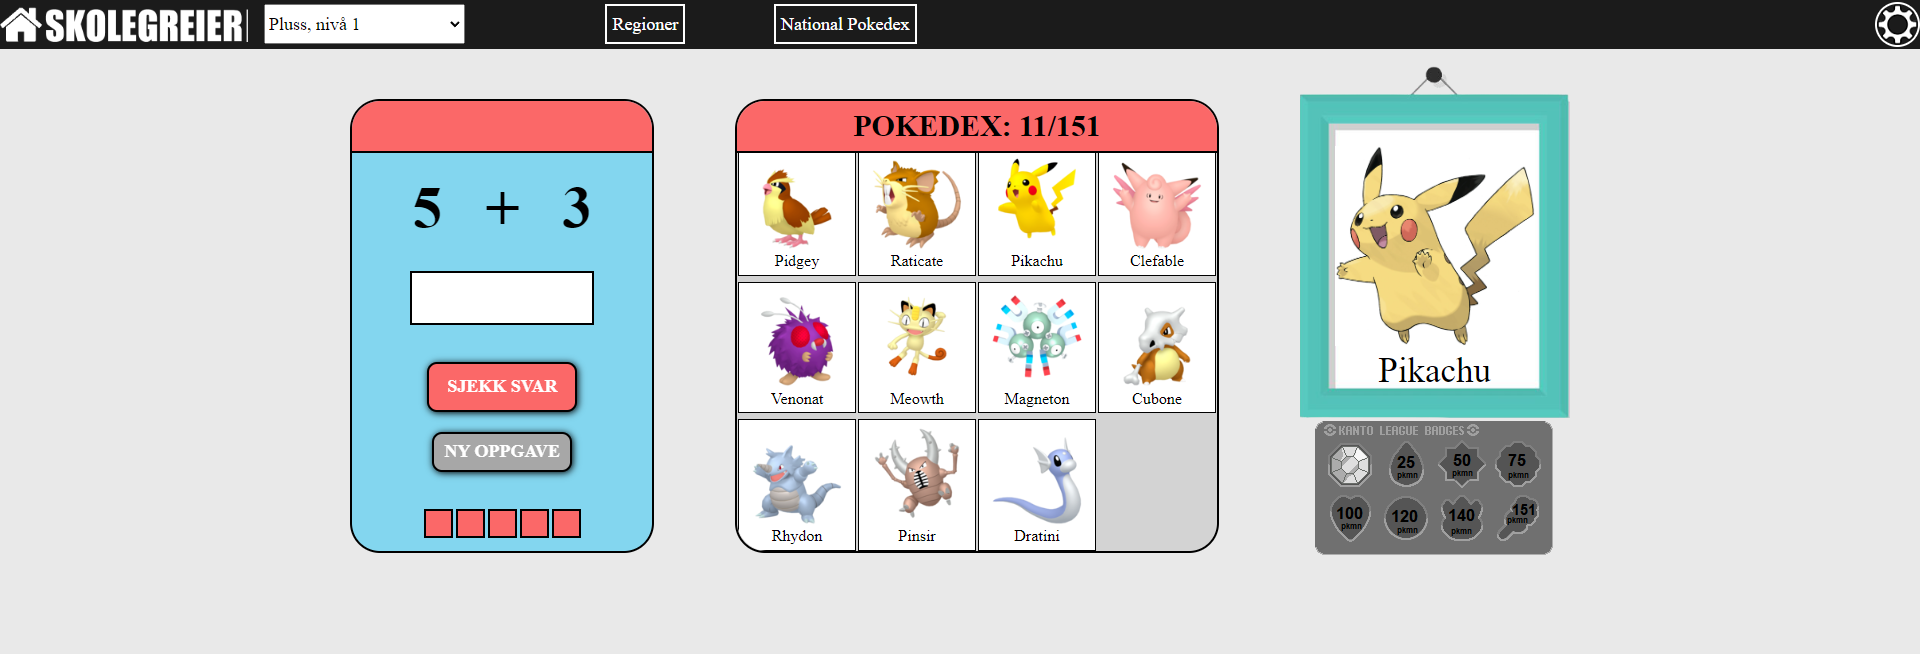 SKOLEGREIER
Pluss, nivå 1
Regioner
National Pokedex
5 + 3
SJEKK SVAR
NY OPPGAVE
POKEDEX: 11/151
Pidgey
Raticate
Pikachu
Clefable
Venonat
Meowth
Magneton
Cubone
Rhydon
Pinsir
Dratini
Pikachu
KANTO LEAGUE BADGES
25 pkmn
50 pkmn
75 pkmn
100 pkmn
120 pkmn
140 pkmn
151 pkmn